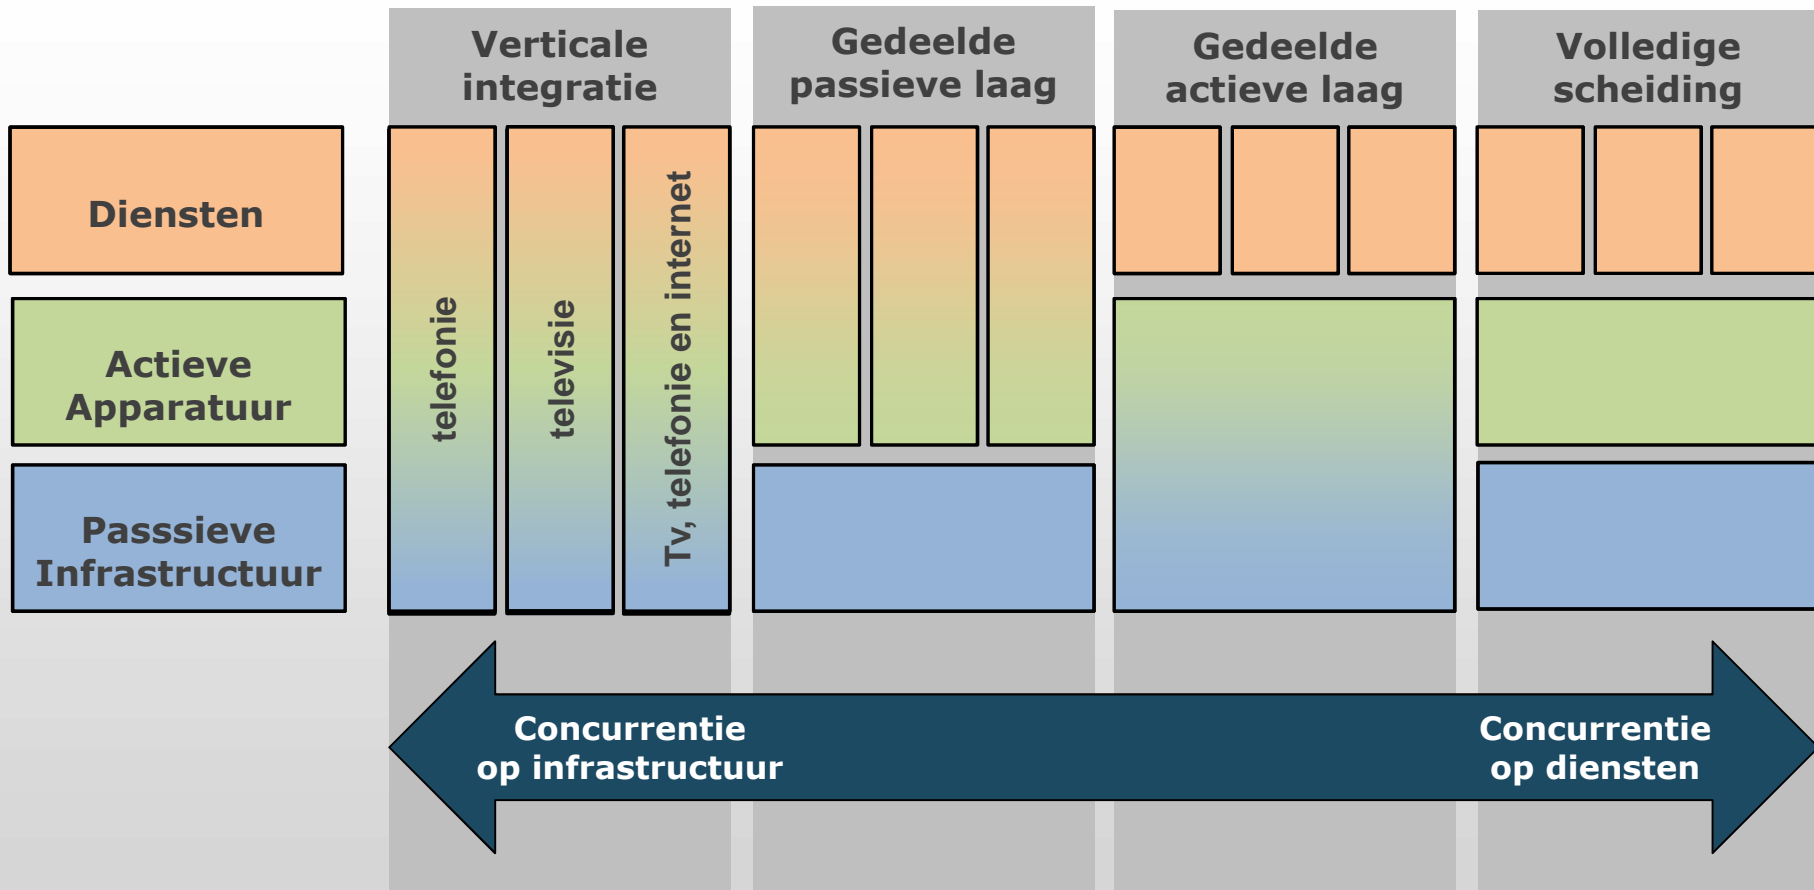 Verticale
integratie
Gedeelde
passieve laag
Gedeelde
actieve laag
Volledige
scheiding
Diensten
Actieve
Apparatuur
Passsieve
Infrastructuur
telefonie
televisie
Tv, telefonie en internet
Concurrentie
op infrastructuur
Concurrentie
op diensten